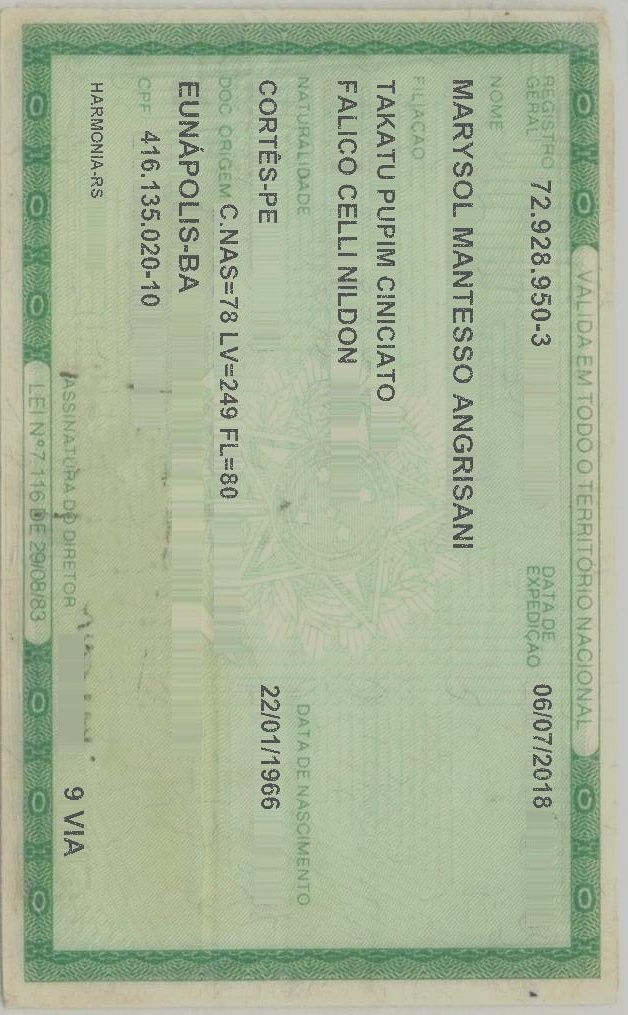 VÁLIDA EM TODO O TERRITÓRIO NACIONAL
REGISTRO GERAL 72.928.950-3 DATA DE EXPEDIÇÃO 06/07/2018
NOME
MARYSOL MANTESSO ANGRISANI
FILIAÇÃO
TAKATU PUPIM CINICIATO
FALICO CELLI NILDON
NATURALIDADE DATA DE NASCIMENTO
CORTÊS-PE 22/01/1966
DOC ORIGEM C.NAS=78 LV=249 FL=80
EUNÁPOLIS-BA
CPF 416.135.020-10
HARMONIA-RS
ASSINATURA DO DIRETOR 9 VIA
LEI Nº 7.116 DE 29/08/83